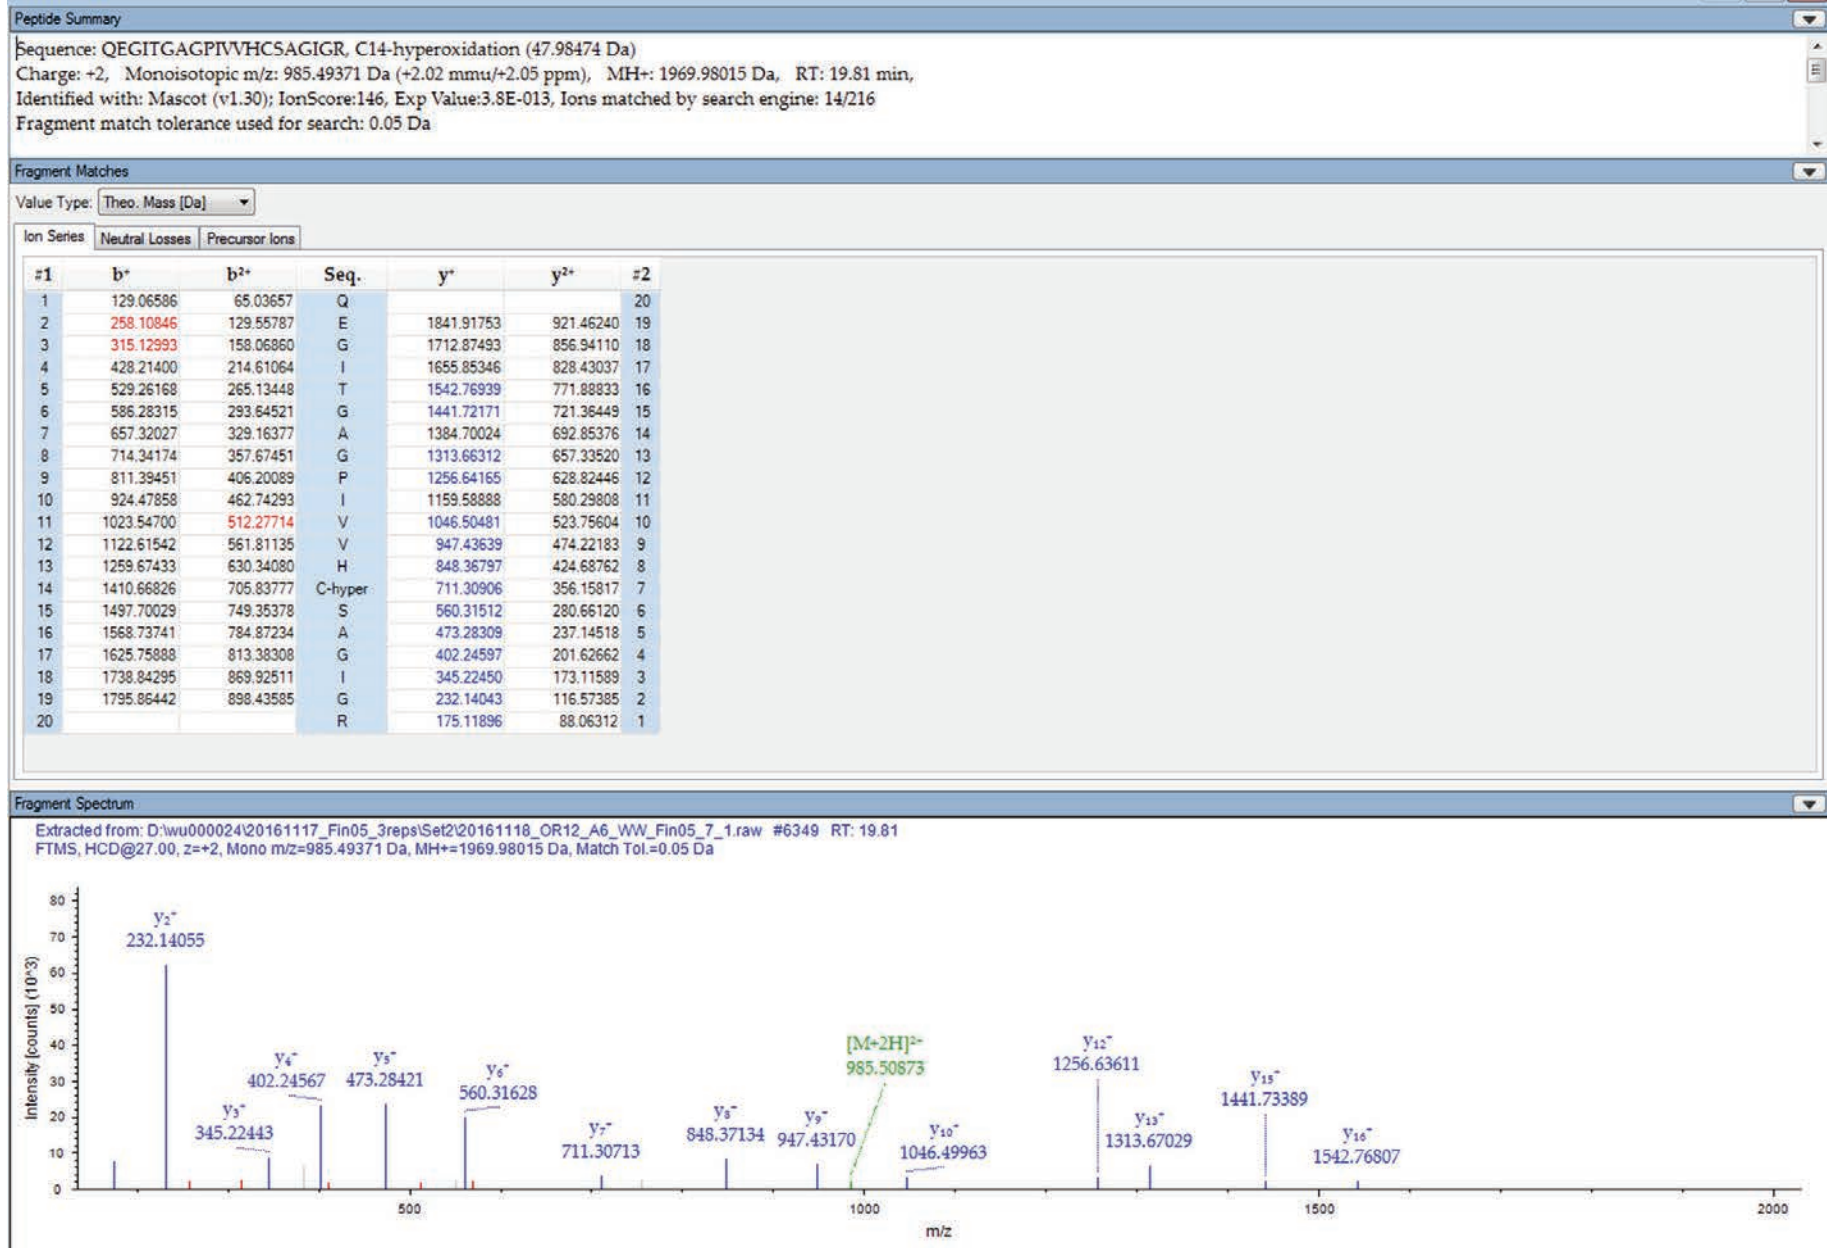 Peptide Summary
Sequence: QEGITGAGPIVVHCSAGIGR, C14-hyperoxidation (47.98474 Da)
Charge: +2, Monoisotopic m/z: 985.49371 Da (+2.02 mmu/+2.05 ppm), MH+: 1969.98015 Da, RT: 19.81 min,
Identified with: Mascot (v1.30); IonScore:146, Exp Value:3.8E-013, Ions matched by search engine: 14/216
Fragment match tolerance used for search: 0.05 Da
Fragment Matches
Value Type: Theo. Mass [Da]
Ion Series Neutral Losses Precursor Ions
#1 b⁺ b²⁺ Seq. y⁺ y²⁺ #2
1 129.06586 65.03657 Q 20
2 258.10846 129.55787 E 1841.91753 921.46240 19
3 315.12993 158.06860 G 1712.87493 856.94110 18
4 428.21400 214.61064 I 1655.85346 828.43037 17
5 529.26168 265.13448 T 1542.76939 771.88833 16
6 586.28315 293.64521 G 1441.72171 721.36449 15
7 657.32027 329.16377 A 1384.70024 692.85376 14
8 714.34174 357.67451 G 1313.66312 657.33520 13
9 811.39451 406.20089 P 1256.64165 628.82446 12
10 924.47858 462.74293 I 1159.58888 580.29808 11
11 1023.54700 512.27714 V 1046.50481 523.75604 10
12 1122.61542 561.81135 V 947.43639 474.22183 9
13 1259.67433 630.34080 H 848.36797 424.68762 8
14 1410.66826 705.83777 C-hyper 711.30906 356.15817 7
15 1497.70029 749.35378 S 560.31512 280.66120 6
16 1568.73741 784.87234 A 473.28309 237.14518 5
17 1625.75888 813.38308 G 402.24597 201.62662 4
18 1738.84295 869.92511 I 345.22450 173.11589 3
19 1795.86442 898.43585 G 232.14043 116.57385 2
20 R 175.11896 88.06312 1
Fragment Spectrum
Extracted from: D:\wu000024\20161117_Fin05_3reps\Set2\20161118_OR12_A6_WW_Fin05_7_1.raw #6349 RT: 19.81
FTMS, HCD@27.00, z=+2, Mono m/z=985.49371 Da, MH+=1969.98015 Da, Match Tol.=0.05 Da
Intensity [counts] (10^3)
80
70
60
50
40
30
20
10
0
y₂⁺
232.14055
y₃⁺
345.22443
y₄⁺
402.24567
y₅⁺
473.28421
y₆⁺
560.31628
y₇⁺
711.30713
y₈⁺
848.37134
y₉⁺
947.43170
[M+2H]²⁺
985.50873
y₁₀⁺
1046.49963
y₁₂⁺
1256.63611
y₁₃⁺
1313.67029
y₁₅⁺
1441.73389
y₁₆⁺
1542.76807
500 1000 1500 2000
m/z